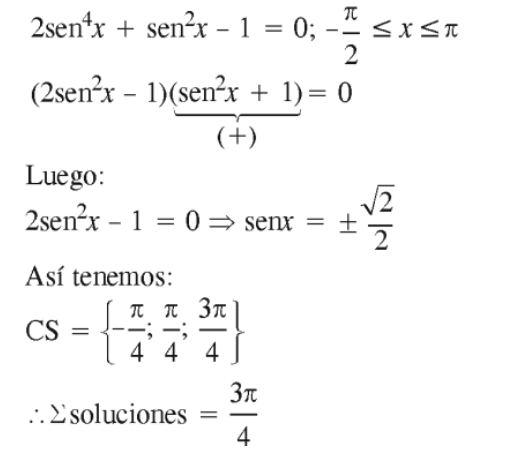 2sen⁴x + sen²x – 1 = 0; –π/2 ≤ x ≤ π
(2sen²x – 1)(sen²x + 1) = 0
(+)
Luego:
2sen²x – 1 = 0 ⇒ senx = ± √2/2
Así tenemos:
CS = {–π/4; π/4; 3π/4}
∴ Σsoluciones = 3π/4